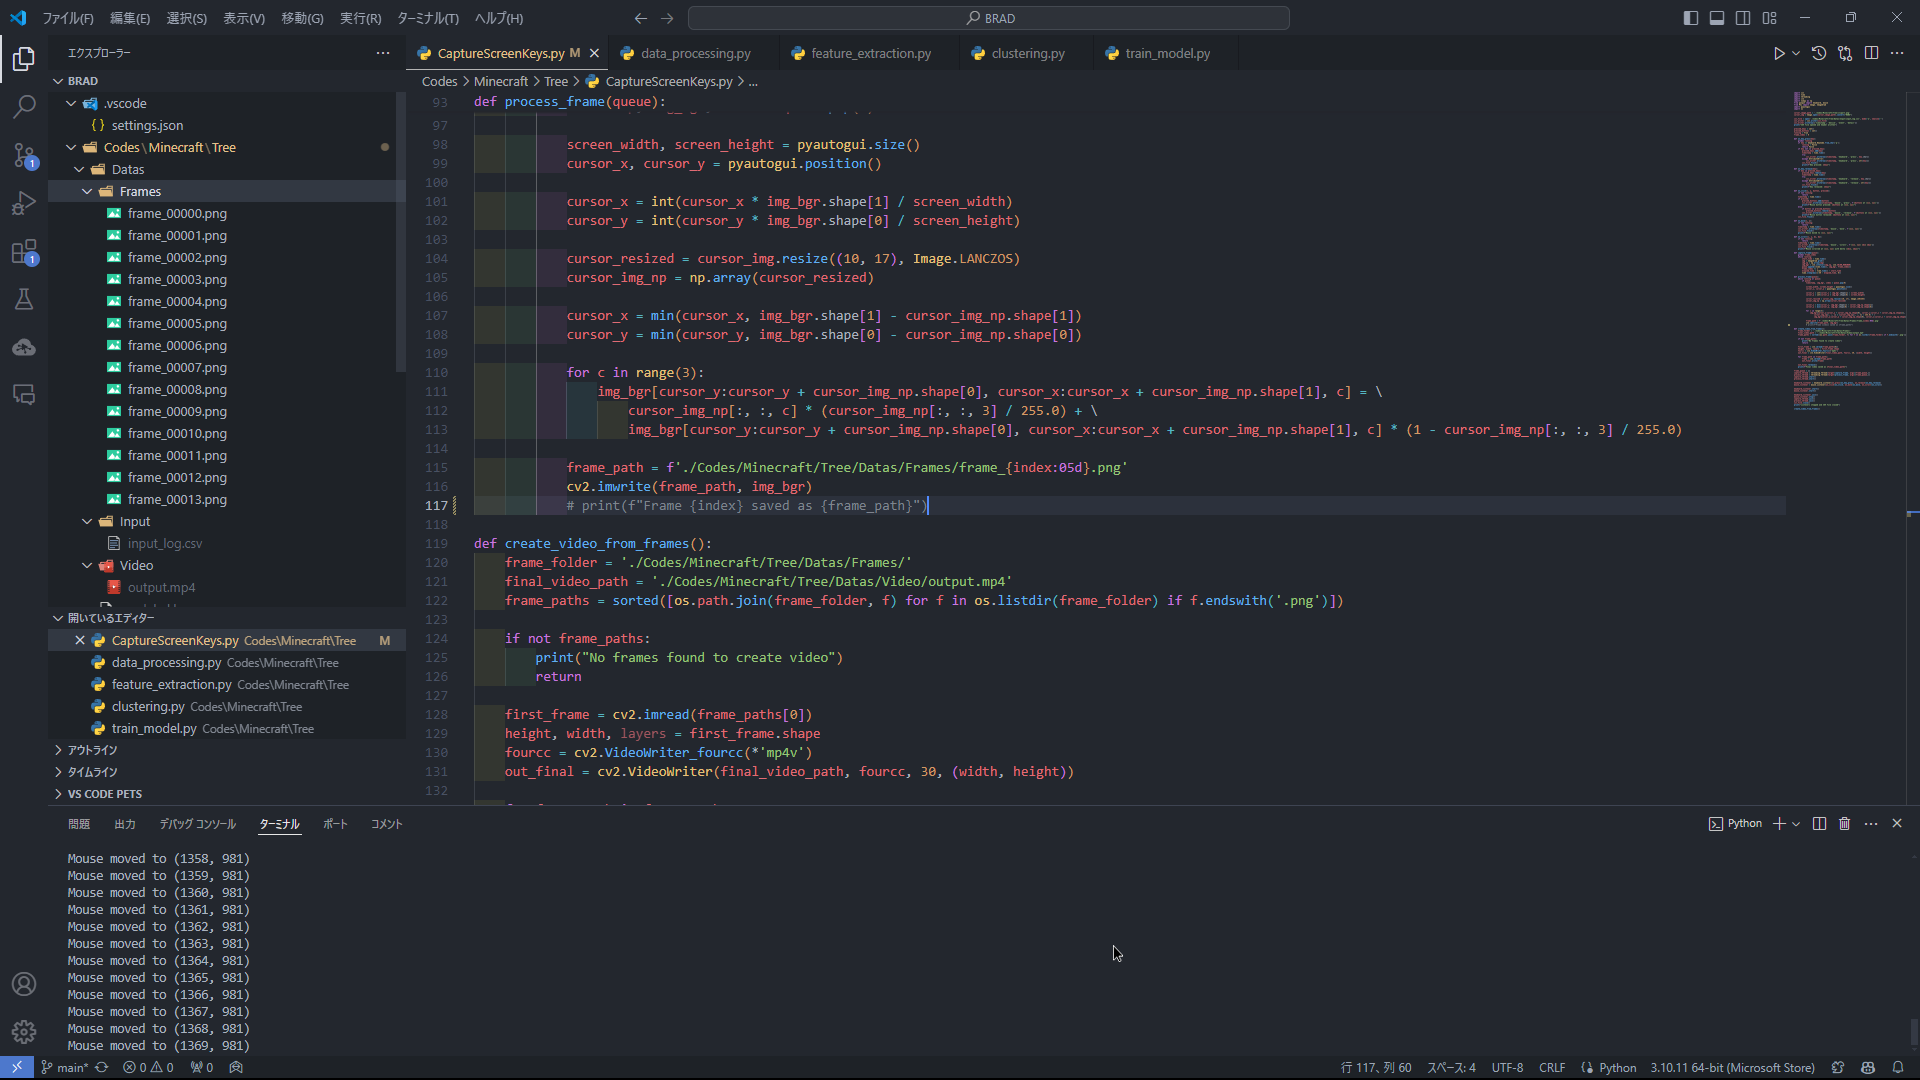 ファイル(F) 編集(E) 選択(S) 表示(V) 移動(G) 実行(R) ターミナル(T) ヘルプ(H)
BRAD
エクスプローラー
BRAD
.vscode
settings.json
Codes\Minecraft\Tree
Datas
Frames
frame_00000.png
frame_00001.png
frame_00002.png
frame_00003.png
frame_00004.png
frame_00005.png
frame_00006.png
frame_00007.png
frame_00008.png
frame_00009.png
frame_00010.png
frame_00011.png
frame_00012.png
frame_00013.png
Input
input_log.csv
Video
output.mp4
開いているエディター
CaptureScreenKeys.py Codes\Minecraft\Tree M
data_processing.py Codes\Minecraft\Tree
feature_extraction.py Codes\Minecraft\Tree
clustering.py Codes\Minecraft\Tree
train_model.py Codes\Minecraft\Tree
アウトライン
タイムライン
VS CODE PETS
1
1
CaptureScreenKeys.py M
data_processing.py
feature_extraction.py
clustering.py
train_model.py
Codes > Minecraft > Tree > CaptureScreenKeys.py > ...
93 def process_frame(queue):
97
98 screen_width, screen_height = pyautogui.size()
99 cursor_x, cursor_y = pyautogui.position()
100
101 cursor_x = int(cursor_x * img_bgr.shape[1] / screen_width)
102 cursor_y = int(cursor_y * img_bgr.shape[0] / screen_height)
103
104 cursor_resized = cursor_img.resize((10, 17), Image.LANCZOS)
105 cursor_img_np = np.array(cursor_resized)
106
107 cursor_x = min(cursor_x, img_bgr.shape[1] - cursor_img_np.shape[1])
108 cursor_y = min(cursor_y, img_bgr.shape[0] - cursor_img_np.shape[0])
109
110 for c in range(3):
111 img_bgr[cursor_y:cursor_y + cursor_img_np.shape[0], cursor_x:cursor_x + cursor_img_np.shape[1], c] = \
112 cursor_img_np[:, :, c] * (cursor_img_np[:, :, 3] / 255.0) + \
113 img_bgr[cursor_y:cursor_y + cursor_img_np.shape[0], cursor_x:cursor_x + cursor_img_np.shape[1], c] * (1 - cursor_img_np[:, :, 3] / 255.0)
114
115 frame_path = f'./Codes/Minecraft/Tree/Datas/Frames/frame_{index:05d}.png'
116 cv2.imwrite(frame_path, img_bgr)
117 # print(f"Frame {index} saved as {frame_path}")
118
119 def create_video_from_frames():
120 frame_folder = './Codes/Minecraft/Tree/Datas/Frames/'
121 final_video_path = './Codes/Minecraft/Tree/Datas/Video/output.mp4'
122 frame_paths = sorted([os.path.join(frame_folder, f) for f in os.listdir(frame_folder) if f.endswith('.png')])
123
124 if not frame_paths:
125 print("No frames found to create video")
126 return
127
128 first_frame = cv2.imread(frame_paths[0])
129 height, width, layers = first_frame.shape
130 fourcc = cv2.VideoWriter_fourcc(*'mp4v')
131 out_final = cv2.VideoWriter(final_video_path, fourcc, 30, (width, height))
132
問題 出力 デバッグ コンソール ターミナル ポート コメント
Python
Mouse moved to (1358, 981)
Mouse moved to (1359, 981)
Mouse moved to (1360, 981)
Mouse moved to (1361, 981)
Mouse moved to (1362, 981)
Mouse moved to (1363, 981)
Mouse moved to (1364, 981)
Mouse moved to (1365, 981)
Mouse moved to (1366, 981)
Mouse moved to (1367, 981)
Mouse moved to (1368, 981)
Mouse moved to (1369, 981)
main* 0 0 0
行 117、列 60 スペース: 4 UTF-8 CRLF Python 3.10.11 64-bit (Microsoft Store)